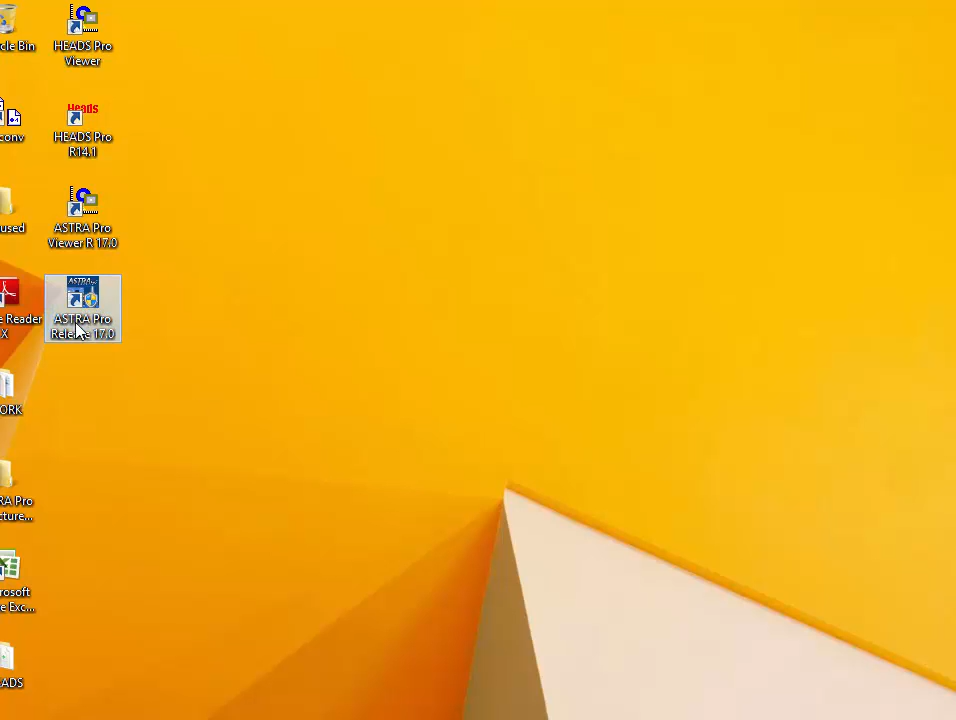 cle Bin
HEADS Pro
Viewer
conv
Heads
HEADS Pro
R14.1
used
ASTRA Pro
Viewer R 17.0
e Reader
X
ASTRA
ASTRA Pro
Release 17.0
ORK
RA Pro
cture...
rosoft
e Exc...
ADS